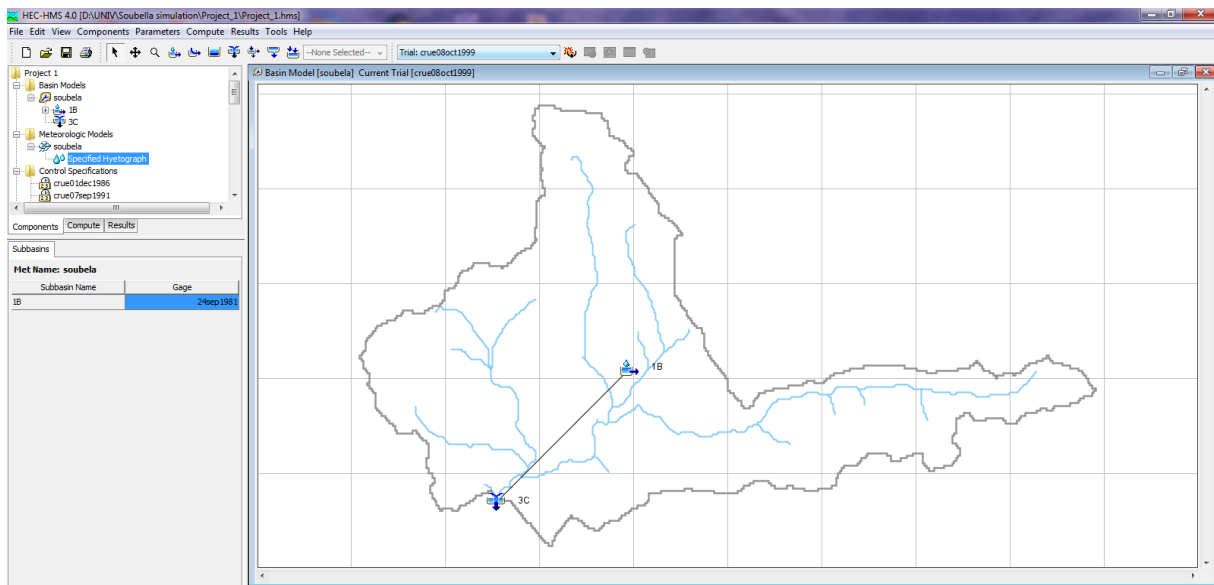 HEC-HMS 4.0 [D:\UNIV\Soubella simulation\Project_1\Project_1.hms]
File Edit View Components Parameters Compute Results Tools Help
--None Selected-- Trial: crue08oct1999
Project 1
Basin Models
soubela
1B
3C
Meteorologic Models
soubela
Specified Hyetograph
Control Specifications
crue01dec1986
crue07sep1991
Components Compute Results
Subbasins
Met Name: soubela
Subbasin Name Gage
1B 24sep1981
Basin Model [soubela] Current Trial [crue08oct1999]
1B
3C